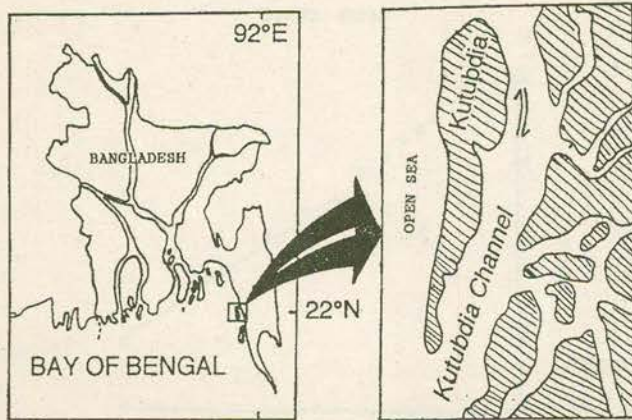 92°E
BANGLADESH
22°N
BAY OF BENGAL
Kutubdia
OPEN SEA
Kutubdia Channel